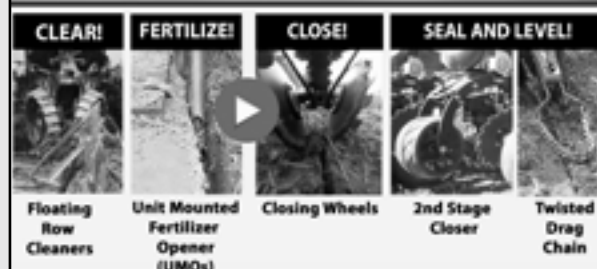 CLEAR!
FERTILIZE!
CLOSE!
SEAL AND LEVEL!
Floating
Row
Cleaners
Unit Mounted
Fertilizer
Opener
(UMOs)
Closing Wheels
2nd Stage
Closer
Twisted
Drag
Chain